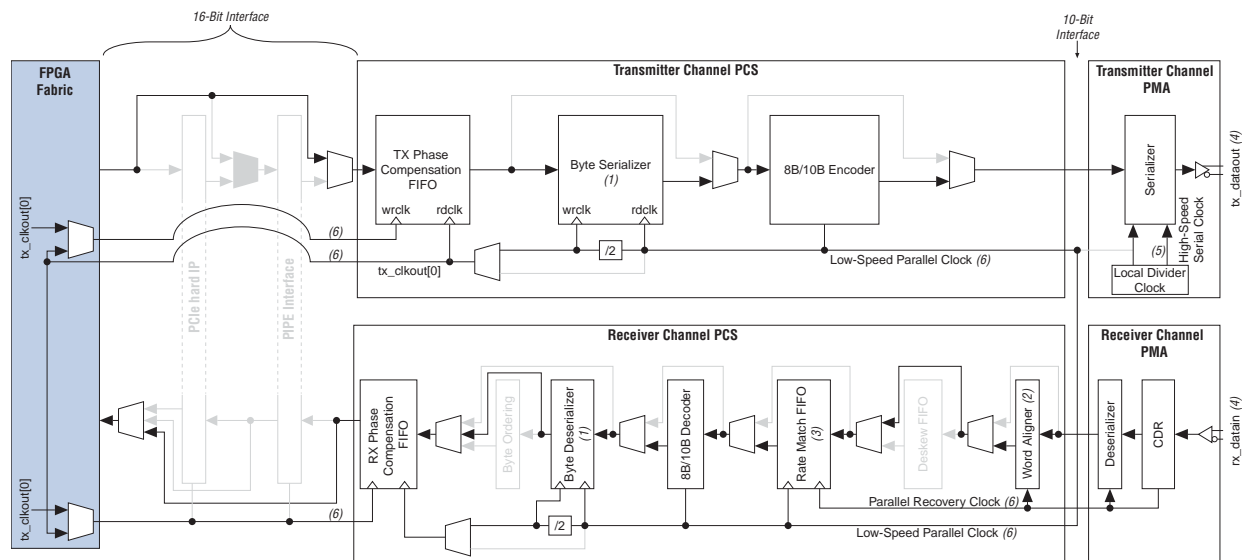 16-Bit Interface
10-Bit
Interface
FPGA
Fabric
Transmitter Channel PCS
Transmitter Channel
PMA
TX Phase
Compensation
FIFO
wrclk
rdclk
Byte Serializer
(1)
wrclk
rdclk
8B/10B Encoder
Serializer
tx_dataout (4)
High-Speed
Serial Clock
(5)
Local Divider
Clock
tx_clkout[0]
(6)
(6)
tx_clkout[0]
/2
Low-Speed Parallel Clock (6)
PCIe hard IP
PIPE Interface
Receiver Channel PCS
Receiver Channel
PMA
RX Phase
Compensation
FIFO
Byte Ordering
Byte Deserializer
(1)
8B/10B Decoder
Rate Match FIFO
(3)
Deskew FIFO
Word Aligner (2)
Deserializer
CDR
rx_datain (4)
tx_clkout[0]
(6)
/2
Parallel Recovery Clock (6)
Low-Speed Parallel Clock (6)